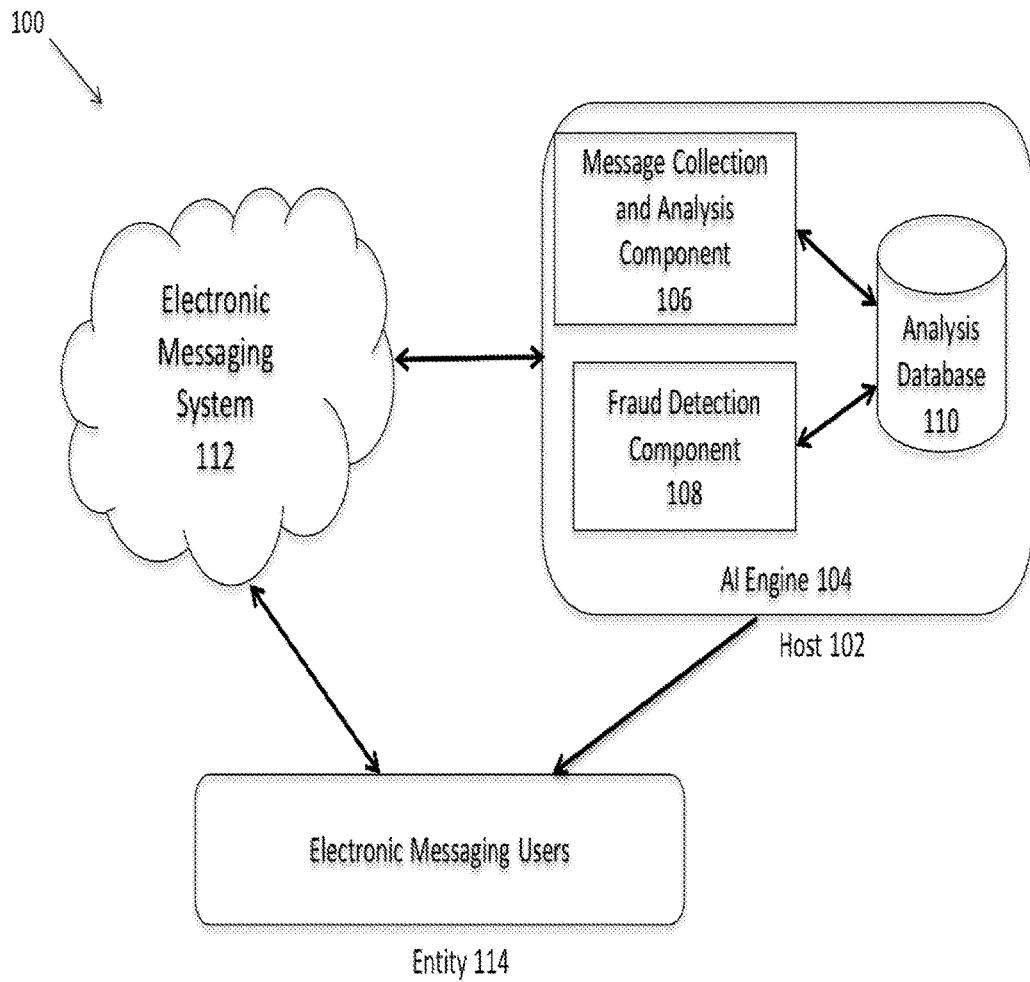 100
Electronic
Messaging
System
112
Message Collection
and Analysis
Component
106
Fraud Detection
Component
108
Analysis
Database
110
AI Engine 104
Host 102
Electronic Messaging Users
Entity 114